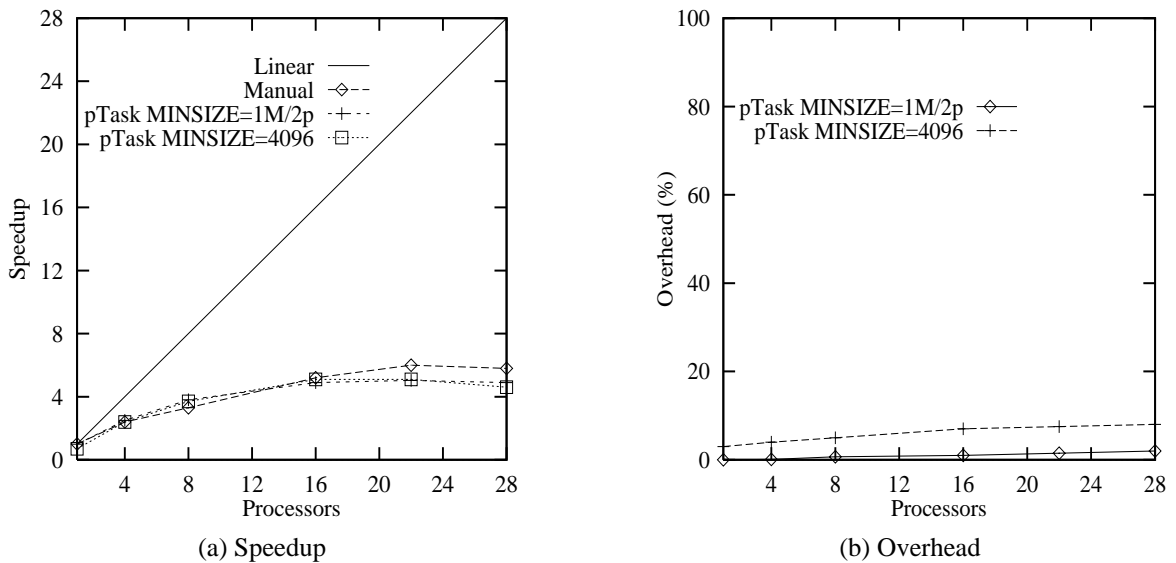 28
24
20
16
12
8
4
0
Speedup
Linear
Manual
pTask MINSIZE=1M/2p
pTask MINSIZE=4096
4 8 16 20 24 28
Processors
(a) Speedup
100
80
60
40
20
0
Overhead (%)
pTask MINSIZE=1M/2p
pTask MINSIZE=4096
4 8 16 20 24 28
Processors
(b) Overhead